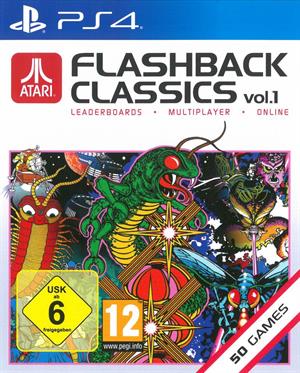 PS4
ATARI
FLASHBACK
CLASSICS vol.1
LEADERBOARDS • MULTIPLAYER • ONLINE
USK
ab
6
freigegeben
12
www.pegi.info
50 GAMES